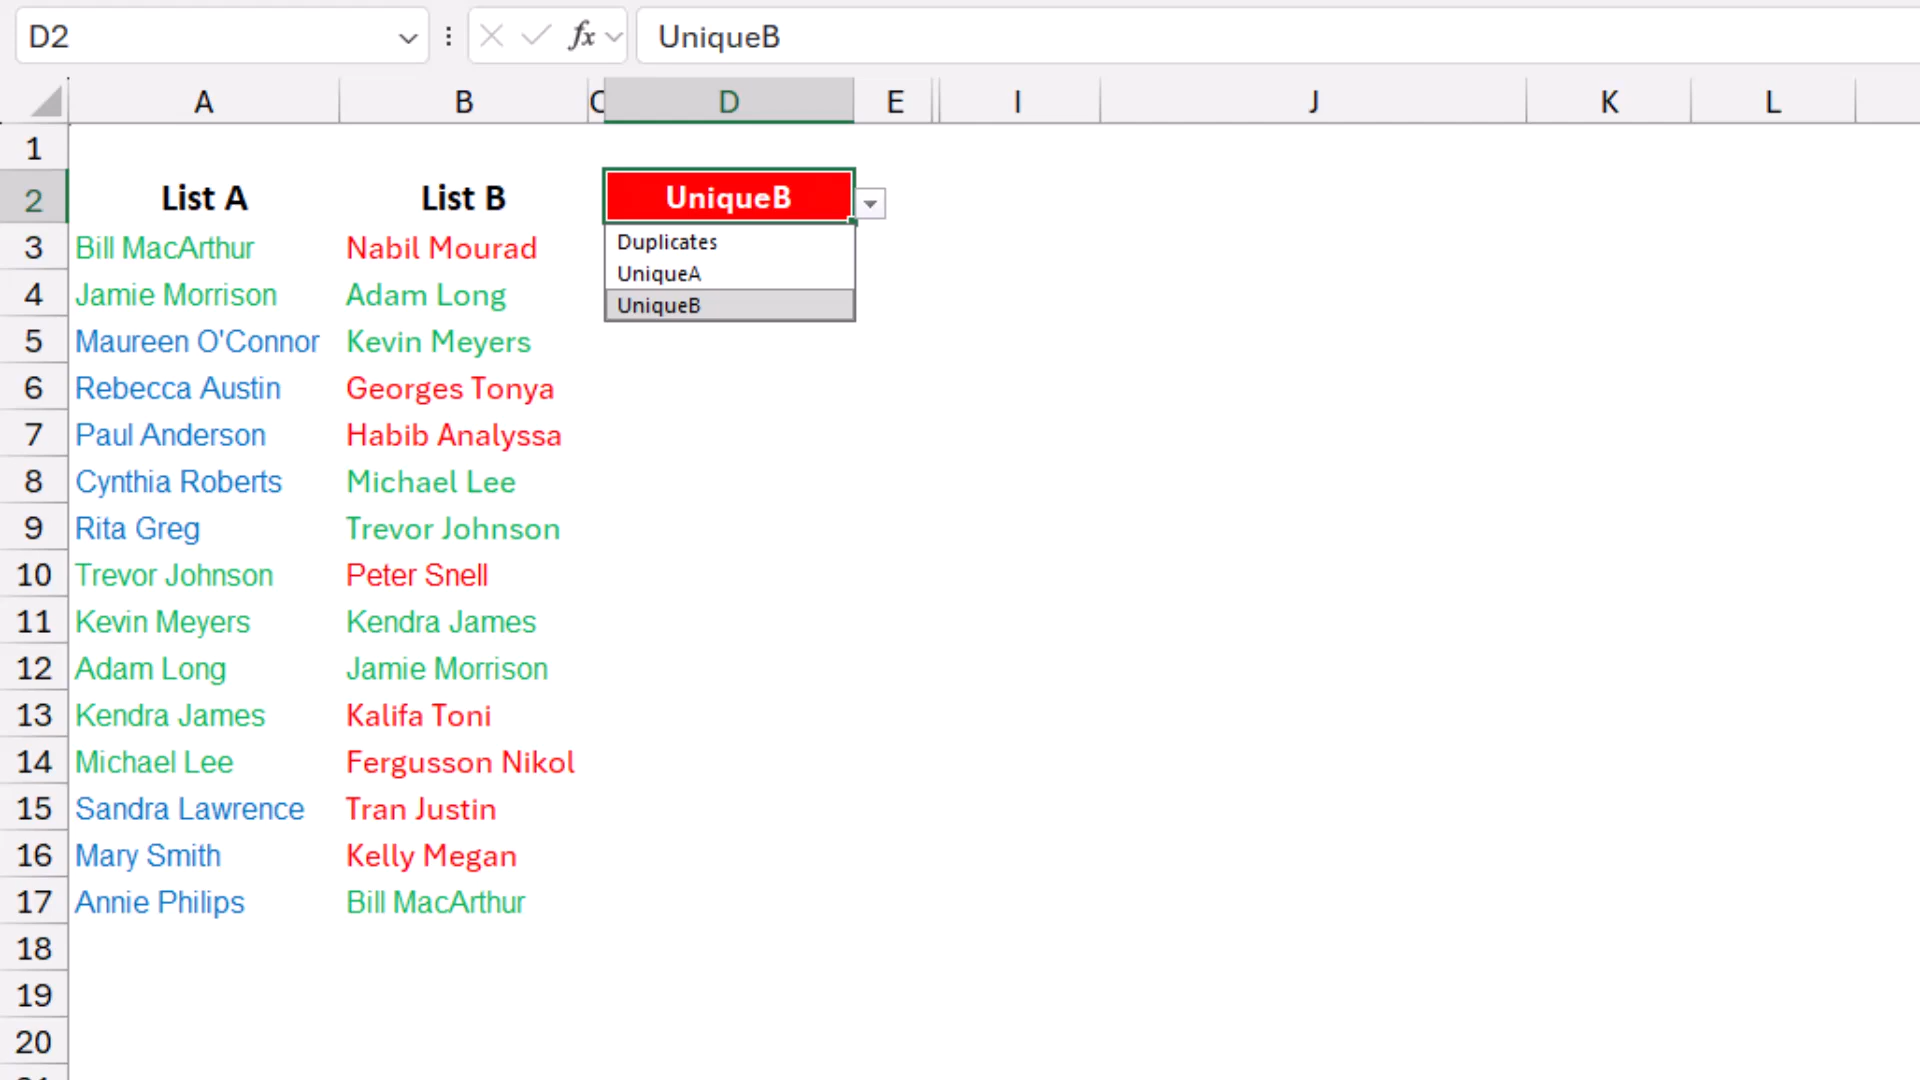 D2 fx UniqueB
A B C D E I J K L
1
2 List A List B UniqueB
3 Bill MacArthur Nabil Mourad Duplicates
UniqueA
4 Jamie Morrison Adam Long UniqueB
5 Maureen O'Connor Kevin Meyers
6 Rebecca Austin Georges Tonya
7 Paul Anderson Habib Analyssa
8 Cynthia Roberts Michael Lee
9 Rita Greg Trevor Johnson
10 Trevor Johnson Peter Snell
11 Kevin Meyers Kendra James
12 Adam Long Jamie Morrison
13 Kendra James Kalifa Toni
14 Michael Lee Fergusson Nikol
15 Sandra Lawrence Tran Justin
16 Mary Smith Kelly Megan
17 Annie Philips Bill MacArthur
18
19
20